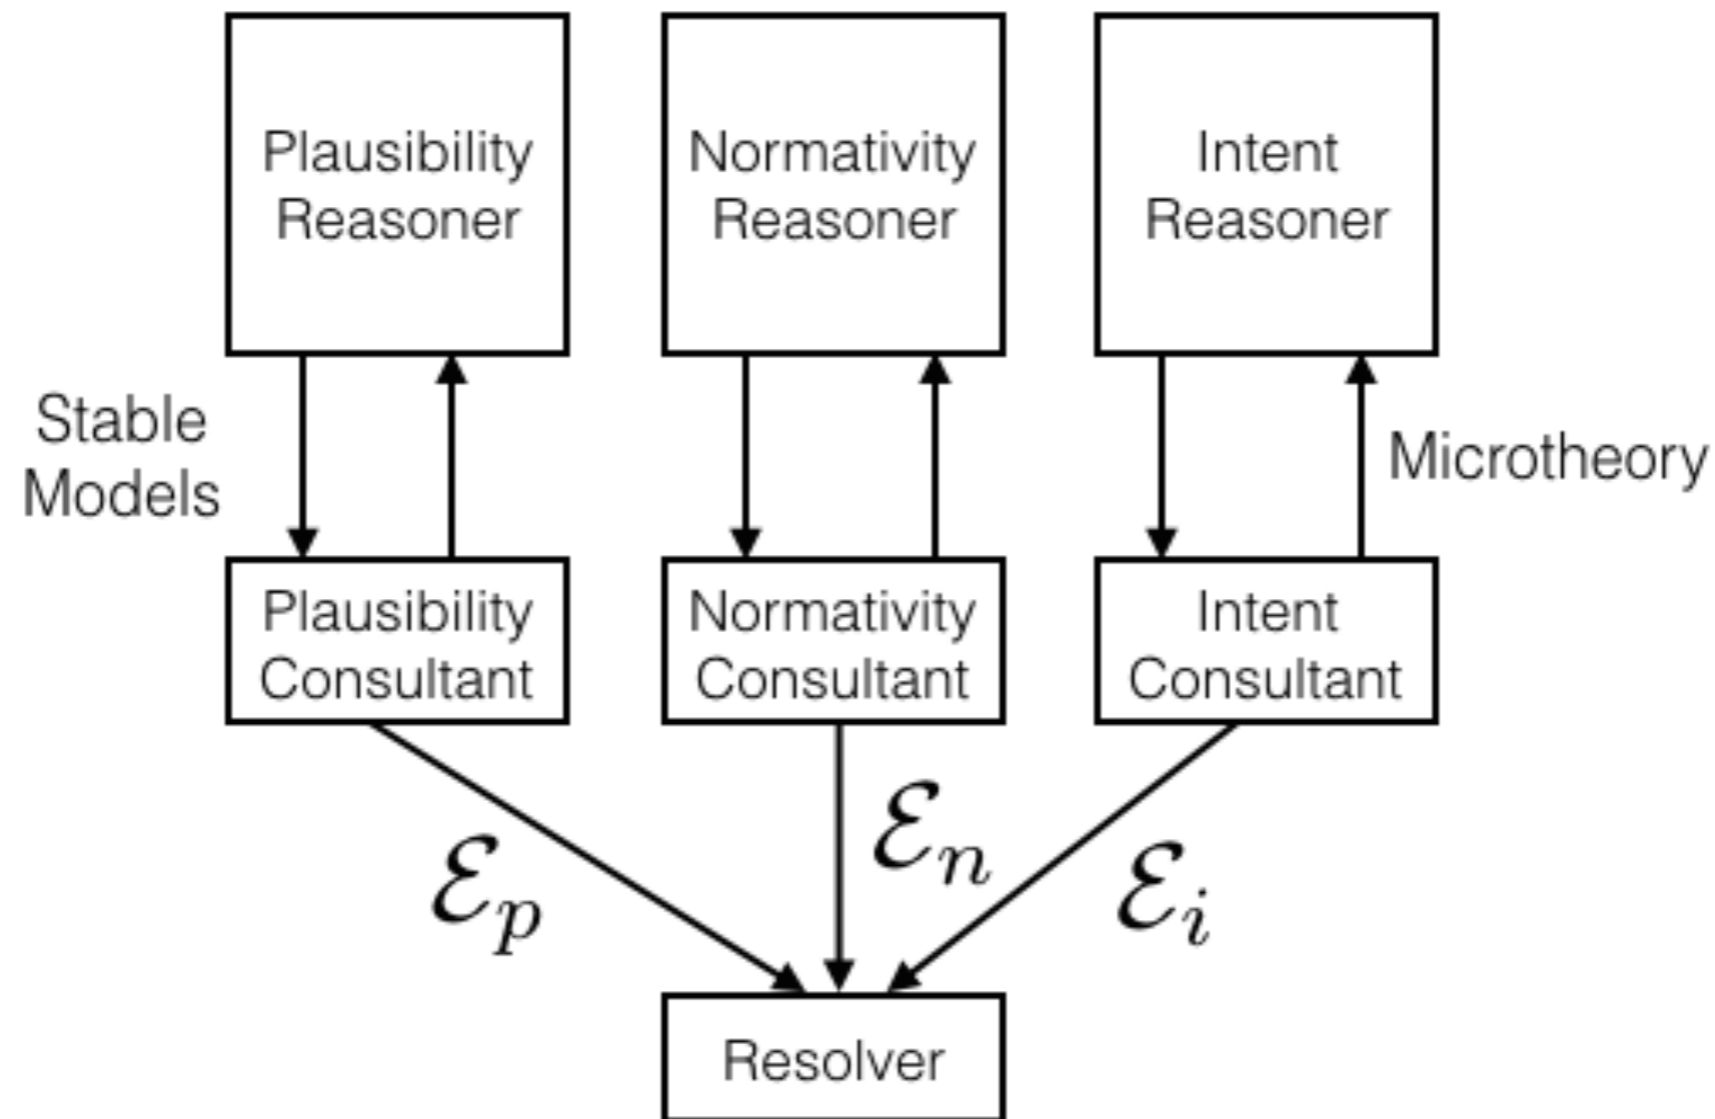 Plausibility
Reasoner
Normativity
Reasoner
Intent
Reasoner
Stable
Models
Microtheory
Plausibility
Consultant
Normativity
Consultant
Intent
Consultant
ℰp
ℰn
ℰi
Resolver